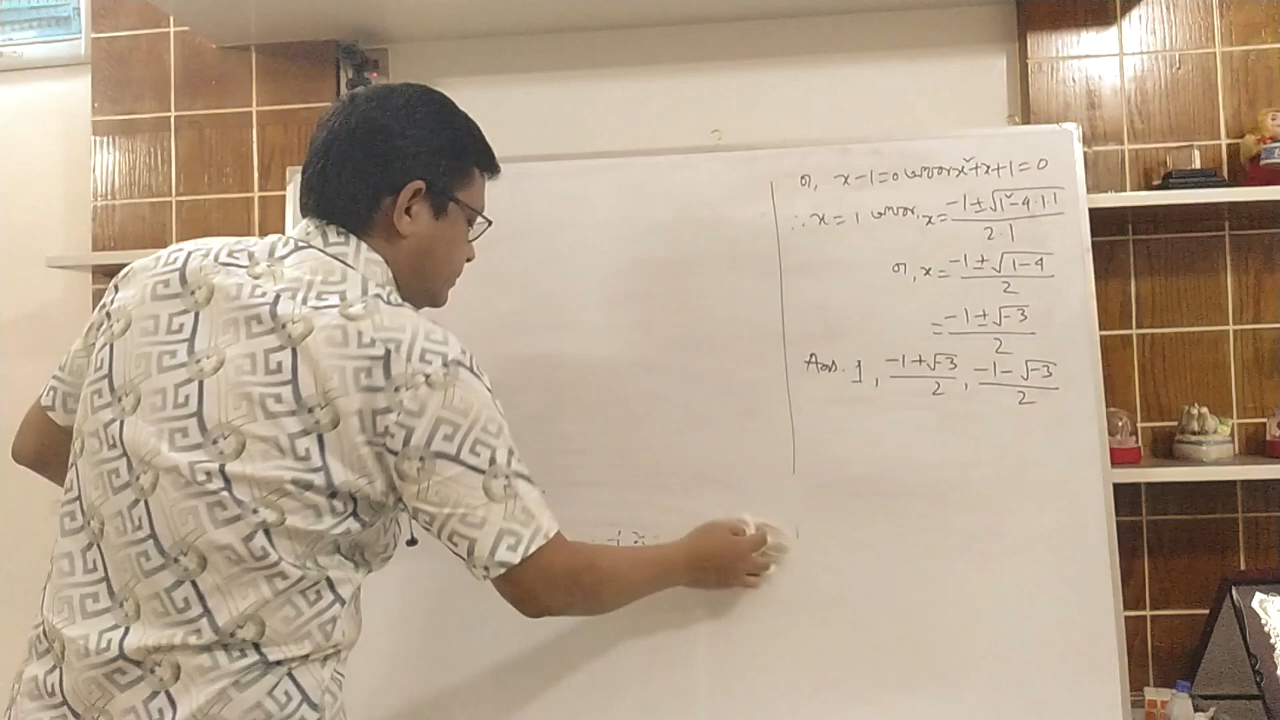 বা, x-1=0 অথবা x²+x+1=0
∴ x = 1 অথবা, x = (-1±√(1²-4·1·1))/(2·1)
বা, x = (-1±√(1-4))/2
= (-1±√-3)/2
Ans. 1, (-1+√-3)/2, (-1-√-3)/2